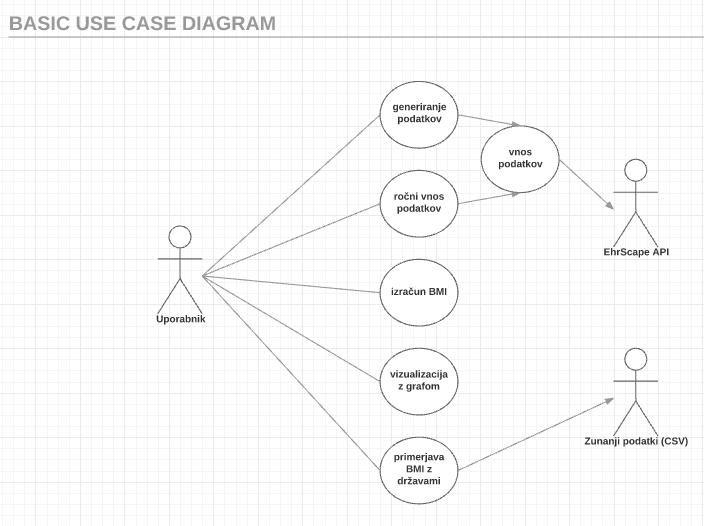 BASIC USE CASE DIAGRAM
generiranje
podatkov
vnos
podatkov
ročni vnos
podatkov
EhrScape API
izračun BMI
Uporabnik
vizualizacija
z grafom
Zunanji podatki (CSV)
primerjava
BMI z
državami